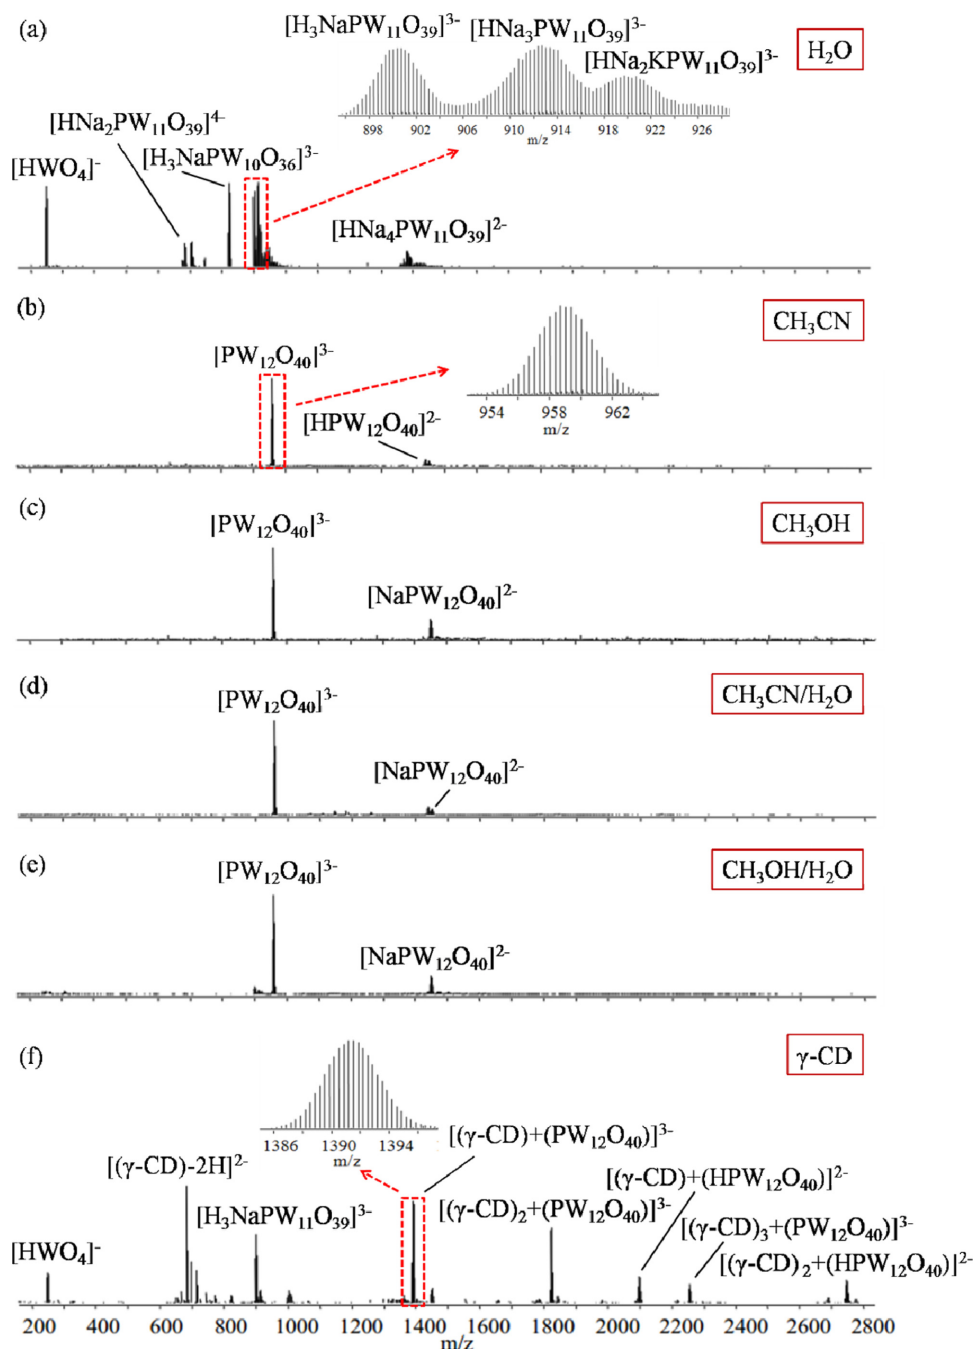 (a)
[H₃NaPW₁₁O₃₉]³⁻
[HNa₃PW₁₁O₃₉]³⁻
[HNa₂KPW₁₁O₃₉]³⁻
H₂O
898 902 906 910 914 918 922 926
m/z
[HNa₂PW₁₁O₃₉]⁴⁻
[H₃NaPW₁₀O₃₆]³⁻
[HWO₄]⁻
[HNa₄PW₁₁O₃₉]²⁻
(b)
CH₃CN
[PW₁₂O₄₀]³⁻
954 958 962
m/z
[HPW₁₂O₄₀]²⁻
(c)
CH₃OH
[PW₁₂O₄₀]³⁻
[NaPW₁₂O₄₀]²⁻
(d)
CH₃CN/H₂O
[PW₁₂O₄₀]³⁻
[NaPW₁₂O₄₀]²⁻
(e)
CH₃OH/H₂O
[PW₁₂O₄₀]³⁻
[NaPW₁₂O₄₀]²⁻
(f)
γ-CD
1386 1390 1394
m/z
[(γ-CD)+(PW₁₂O₄₀)]³⁻
[(γ-CD)-2H]²⁻
[(γ-CD)+(HPW₁₂O₄₀)]²⁻
[H₃NaPW₁₁O₃₉]³⁻
[(γ-CD)₂+(PW₁₂O₄₀)]³⁻
[(γ-CD)₃+(PW₁₂O₄₀)]³⁻
[HWO₄]⁻
[(γ-CD)₂+(HPW₁₂O₄₀)]²⁻
200 400 600 800 1000 1200 1400 1600 1800 2000 2200 2400 2600 2800
m/z